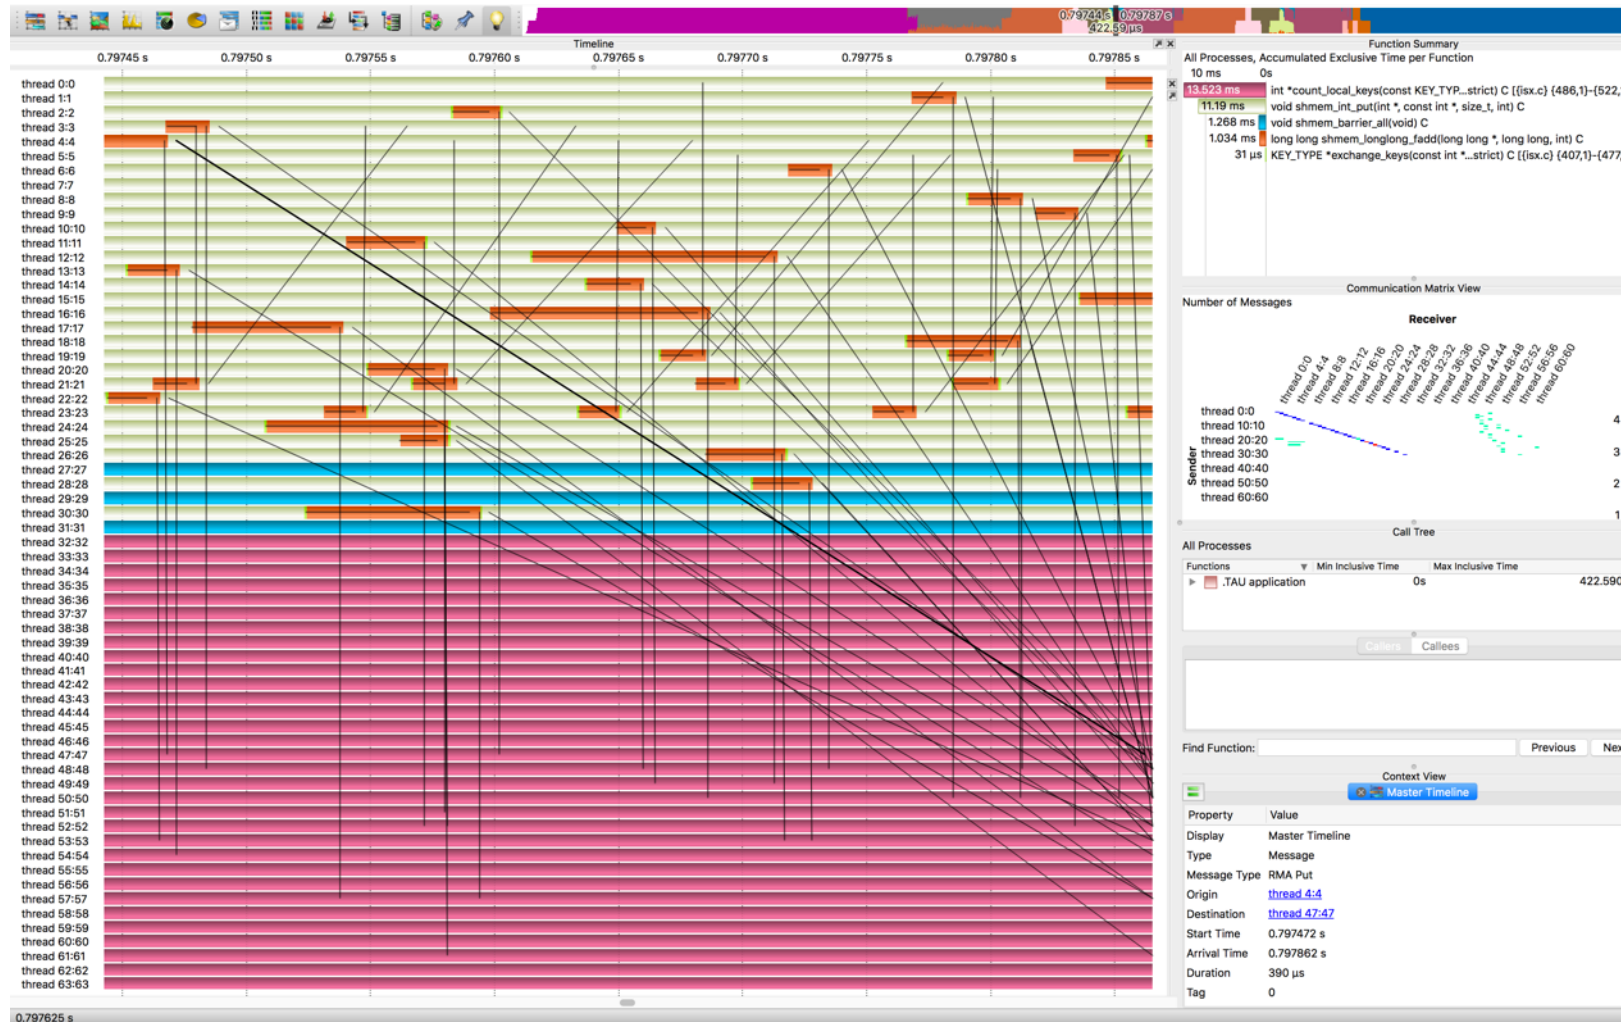 0.79744 s 0.79787 s
422.59 µs
Timeline
0.79745 s 0.79750 s 0.79755 s 0.79760 s 0.79765 s 0.79770 s 0.79775 s 0.79780 s 0.79785 s
thread 0:0
thread 1:1
thread 2:2
thread 3:3
thread 4:4
thread 5:5
thread 6:6
thread 7:7
thread 8:8
thread 9:9
thread 10:10
thread 11:11
thread 12:12
thread 13:13
thread 14:14
thread 15:15
thread 16:16
thread 17:17
thread 18:18
thread 19:19
thread 20:20
thread 21:21
thread 22:22
thread 23:23
thread 24:24
thread 25:25
thread 26:26
thread 27:27
thread 28:28
thread 29:29
thread 30:30
thread 31:31
thread 32:32
thread 33:33
thread 34:34
thread 35:35
thread 36:36
thread 37:37
thread 38:38
thread 39:39
thread 40:40
thread 41:41
thread 42:42
thread 43:43
thread 44:44
thread 45:45
thread 46:46
thread 47:47
thread 48:48
thread 49:49
thread 50:50
thread 51:51
thread 52:52
thread 53:53
thread 54:54
thread 55:55
thread 56:56
thread 57:57
thread 58:58
thread 59:59
thread 60:60
thread 61:61
thread 62:62
thread 63:63
0.797625 s
Function Summary
All Processes, Accumulated Exclusive Time per Function
10 ms 0s
13.523 ms int *count_local_keys(const KEY_TYP...strict) C [{isx.c} {486,1}-{522,
11.19 ms void shmem_int_put(int *, const int *, size_t, int) C
1.268 ms void shmem_barrier_all(void) C
1.034 ms long long shmem_longlong_fadd(long long *, long long, int) C
31 µs KEY_TYPE *exchange_keys(const int *...strict) C [{isx.c} {407,1}-{477,
Communication Matrix View
Number of Messages
Receiver
thread 0:0
thread 4:4
thread 8:8
thread 12:12
thread 16:16
thread 20:20
thread 24:24
thread 28:28
thread 32:32
thread 36:36
thread 40:40
thread 44:44
thread 48:48
thread 52:52
thread 56:56
thread 60:60
Sender
thread 0:0
thread 10:10
thread 20:20
thread 30:30
thread 40:40
thread 50:50
thread 60:60
4
3
2
1
Call Tree
All Processes
Functions Min Inclusive Time Max Inclusive Time
.TAU application 0s 422.590
Callers Callees
Find Function: Previous Nex
Context View
Master Timeline
Property Value
Display Master Timeline
Type Message
Message Type RMA Put
Origin thread 4:4
Destination thread 47:47
Start Time 0.797472 s
Arrival Time 0.797862 s
Duration 390 µs
Tag 0